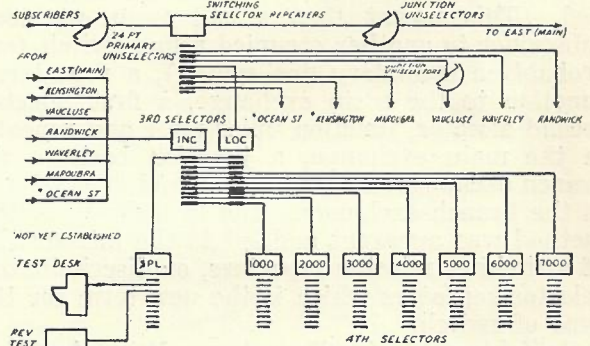 SUBSCRIBERS
SWITCHING
SELECTOR REPEATERS
JUNCTION
UNISELECTORS
TO EAST (MAIN)
24 PT
PRIMARY
UNISELECTORS
FROM
EAST (MAIN)
*KENSINGTON
VAUCLUSE
RANDWICK
WAVERLEY
MAROUBRA
*OCEAN ST
JUNCTION
UNISELECTORS
*OCEAN ST
*KENSINGTON
MAROUBRA
VAUCLUSE
WAVERLEY
RANDWICK
3RD SELECTORS
INC
LOC
*NOT YET ESTABLISHED
TEST DESK
SPL
1000
2000
3000
4000
5000
6000
7000
REV
TEST
4TH SELECTORS